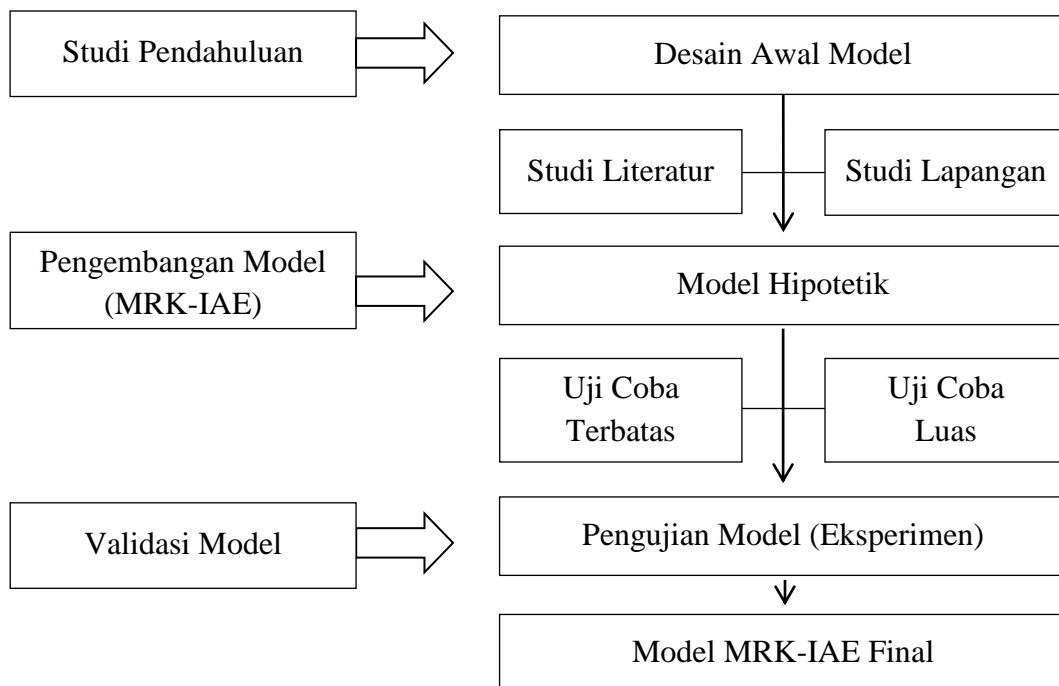 Studi Pendahuluan
Desain Awal Model
Studi Literatur
Studi Lapangan
Pengembangan Model
(MRK-IAE)
Model Hipotetik
Uji Coba
Terbatas
Uji Coba
Luas
Validasi Model
Pengujian Model (Eksperimen)
Model MRK-IAE Final